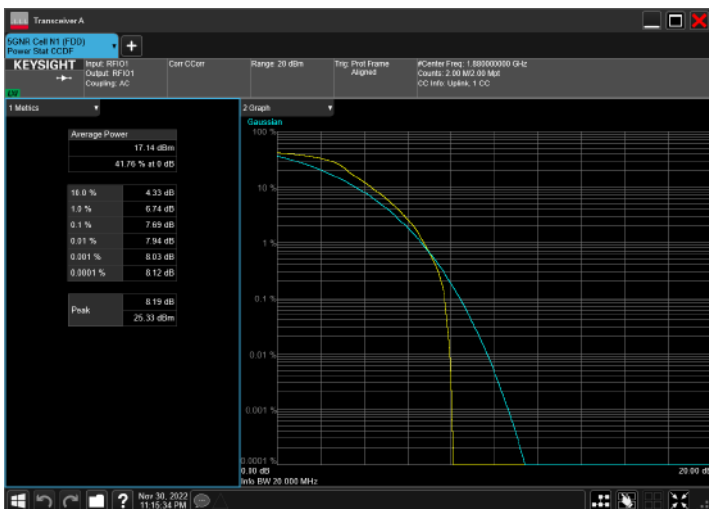 Transceiver A
5GNR Cell N1 (FDD)
Power Stat CCDF
KEYSIGHT
Input: RFIO1
Output: RFIO1
Coupling: AC
Corr CCorr
Range: 20 dBm
Trig: Prot Frame
Aligned
#Center Freq: 1.880000000 GHz
Counts: 2.00 M/2.00 Mpt
CC Info: Uplink, 1 CC
1 Metrics
Average Power
17.14 dBm
41.76 % at 0 dB
10.0 % 4.33 dB
1.0 % 6.74 dB
0.1 % 7.69 dB
0.01 % 7.94 dB
0.001 % 8.03 dB
0.0001 % 8.12 dB
Peak
8.19 dB
25.33 dBm
2 Graph
Gaussian
100 %
10 %
1 %
0.1 %
0.01 %
0.001 %
0.0001 %
0.00 dB
20.00 dB
Info BW 20.000 MHz
?
Nov 30, 2022
11:15:34 PM